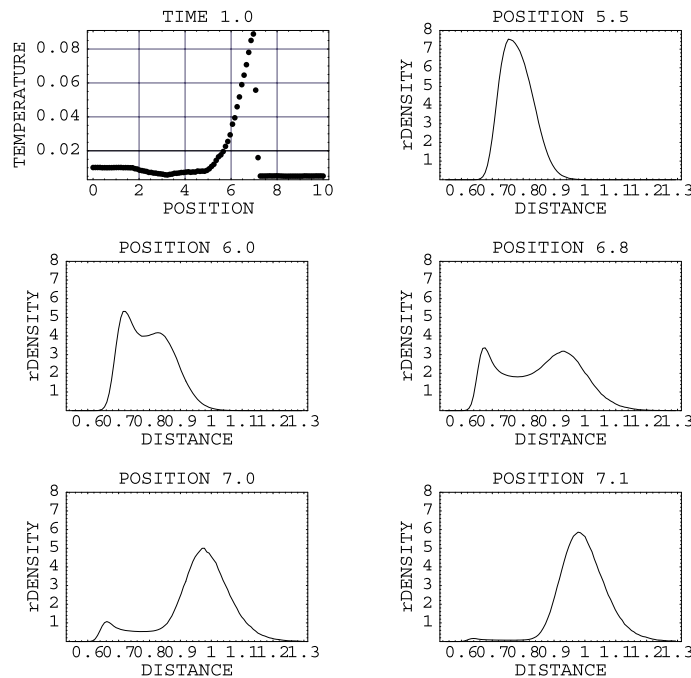 TIME 1.0
TEMPERATURE
0.08
0.06
0.04
0.02
0 2 4 6 8 10
POSITION
POSITION 5.5
rDENSITY
8
7
6
5
4
3
2
1
0.60.70.80.9 1 1.11.21.3
DISTANCE
POSITION 6.0
rDENSITY
8
7
6
5
4
3
2
1
0.60.70.80.9 1 1.11.21.3
DISTANCE
POSITION 6.8
rDENSITY
8
7
6
5
4
3
2
1
0.60.70.80.9 1 1.11.21.3
DISTANCE
POSITION 7.0
rDENSITY
8
7
6
5
4
3
2
1
0.60.70.80.9 1 1.11.21.3
DISTANCE
POSITION 7.1
rDENSITY
8
7
6
5
4
3
2
1
0.60.70.80.9 1 1.11.21.3
DISTANCE